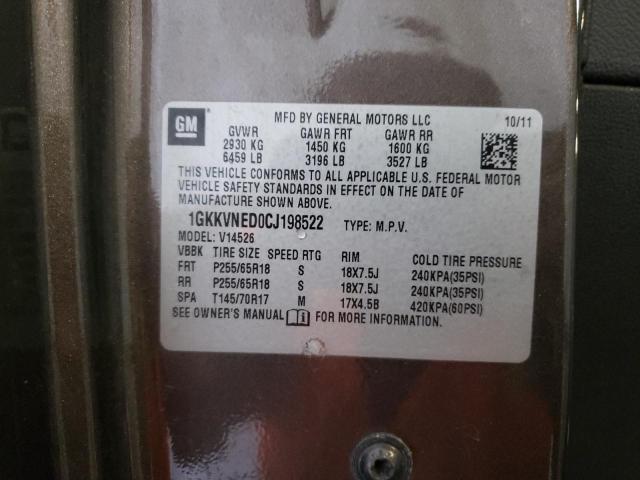 GM
MFD BY GENERAL MOTORS LLC 10/11
GVWR GAWR FRT GAWR RR
2930 KG 1450 KG 1600 KG
6459 LB 3196 LB 3527 LB
THIS VEHICLE CONFORMS TO ALL APPLICABLE U.S. FEDERAL MOTOR
VEHICLE SAFETY STANDARDS IN EFFECT ON THE DATE OF
MANUFACTURE SHOWN ABOVE.
1GKKVNED0CJ198522 TYPE: M.P.V.
MODEL: V14526
VBBK TIRE SIZE SPEED RTG RIM COLD TIRE PRESSURE
FRT P255/65R18 S 18X7.5J 240KPA(35PSI)
RR P255/65R18 S 18X7.5J 240KPA(35PSI)
SPA T145/70R17 M 17X4.5B 420KPA(60PSI)
SEE OWNER'S MANUAL FOR MORE INFORMATION.